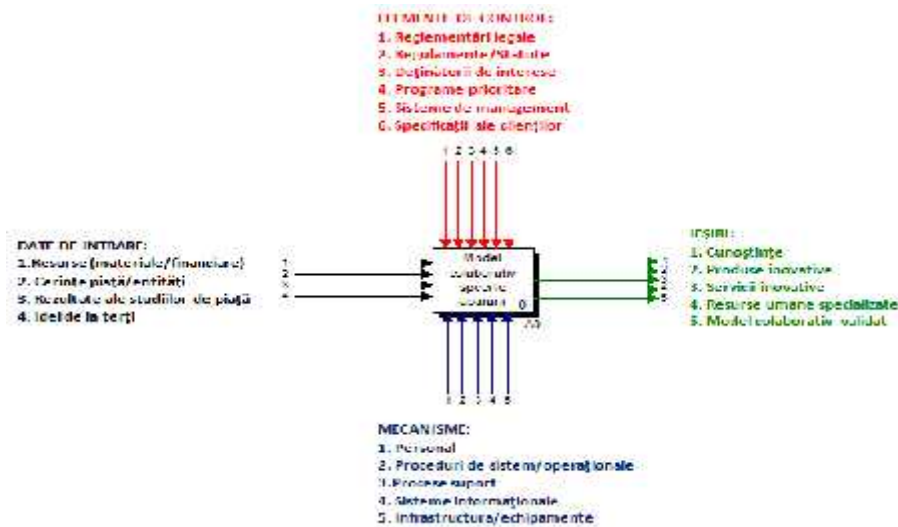 ELEMENTE DE CONTROL:
1. Reglementări legale
2. Regulamente/Statute
3. Deținătorii de interese
4. Programe prioritare
5. Sisteme de management
6. Specificații ale clienților
1 2 3 4 5 6
DATE DE INTRARE:
1.Resurse (materiale/financiare)
2. Cerințe piață/entități
3. Rezultate ale studiilor de piață
4. Idei de la terți
1
2
3
4
Model
colaborativ
specific
apărării
0
A0
IEȘIRI:
1. Cunoștințe
2. Produse inovative
3. Servicii inovative
4. Resurse umane specializate
5. Model colaborativ validat
1 2 3 4 5
MECANISME:
1. Personal
2. Proceduri de sistem/operaționale
3.Procese suport
4. Sisteme informaționale
5. Infrastructura/echipamente